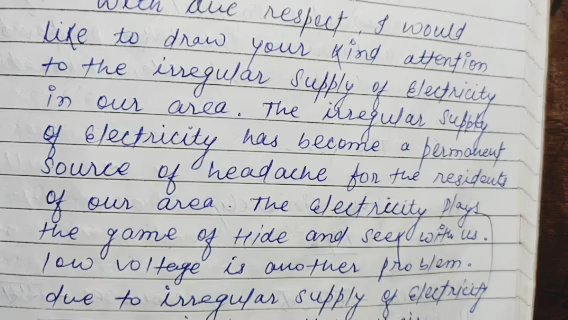 With due respect, I would
like to draw your kind attention
to the irregular supply of Electricity
in our area. The irregular supply
of Electricity has become a permanent
Source of headache for the residents
of our area. The electricity plays
the game of Hide and seek with us.
low voltege is another problem.
due to irregular supply of electricity